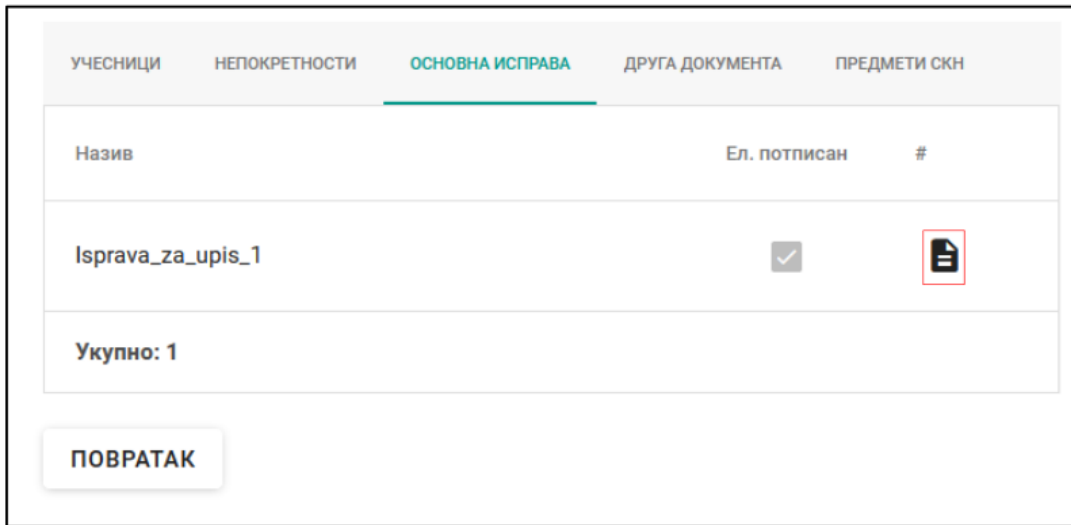 УЧЕСНИЦИ НЕПОКРЕТНОСТИ ОСНОВНА ИСПРАВА ДРУГА ДОКУМЕНТА ПРЕДМЕТИ СКН
Назив Ел. потписан #
Isprava_za_upis_1
Укупно: 1
ПОВРАТАК